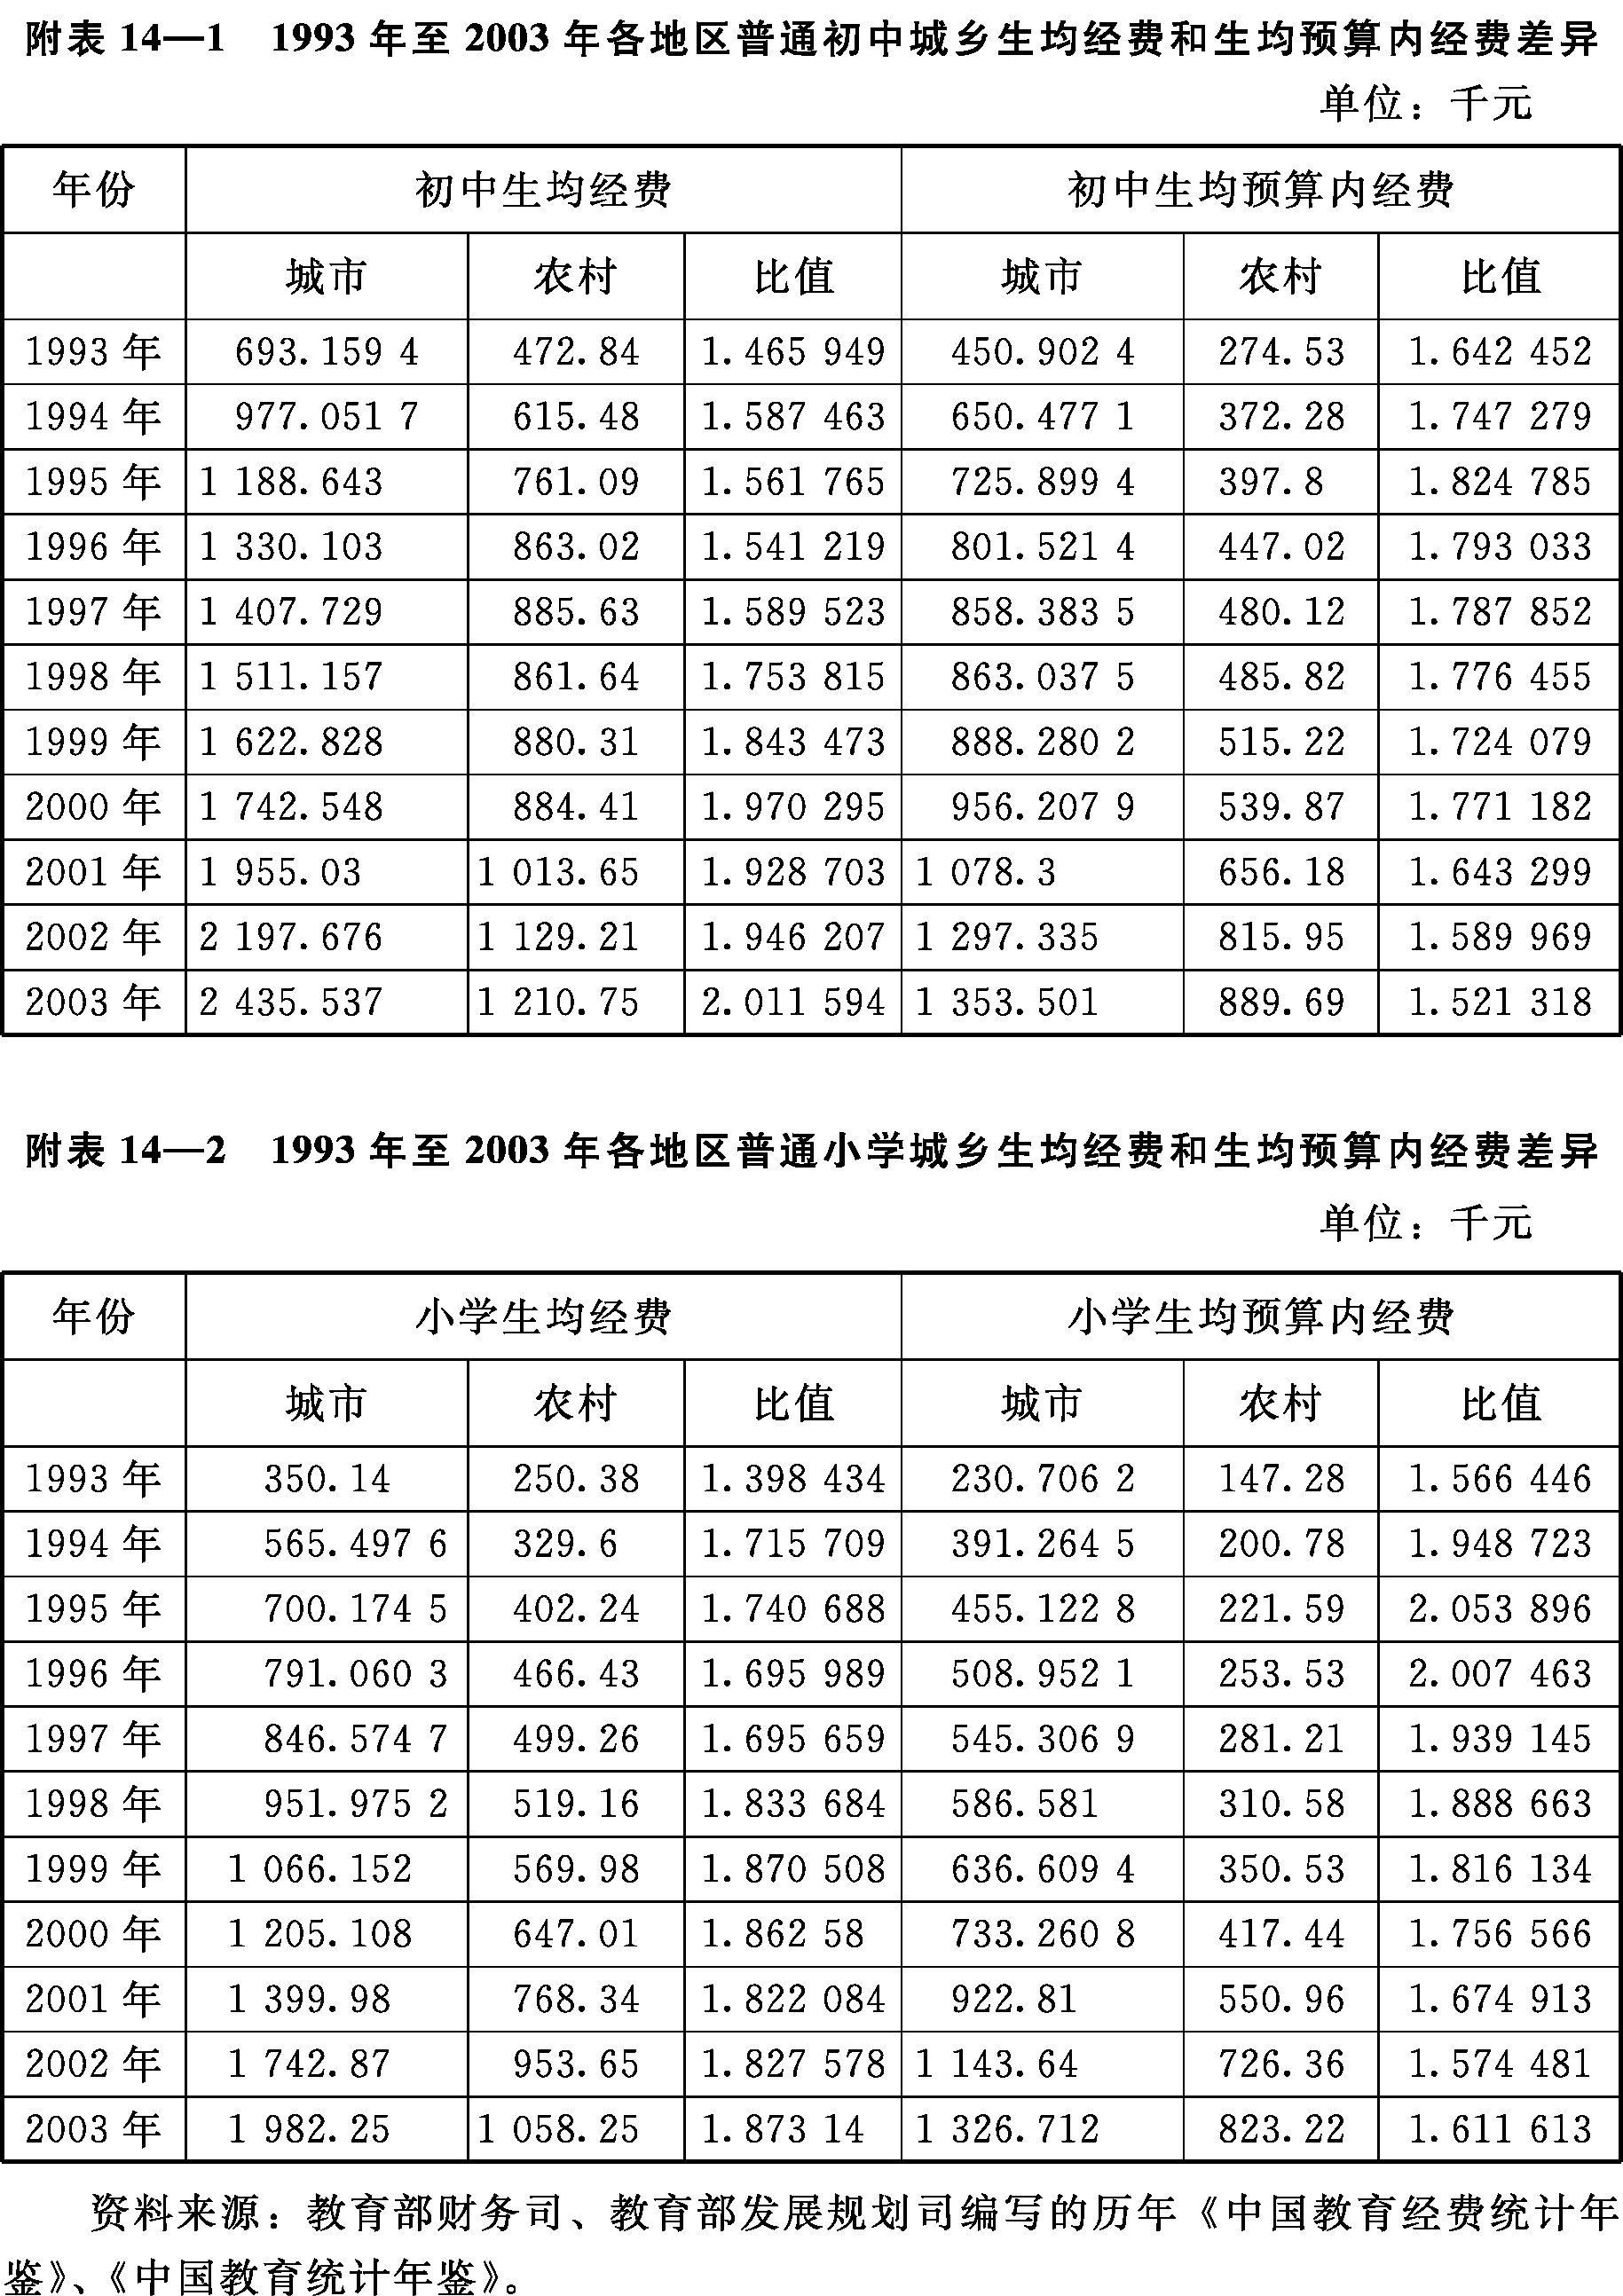 附表 14—1 1993 年至 2003 年各地区普通初中城乡生均经费和生均预算内经费差异
单位：千元
年份 初中生均经费 初中生均预算内经费
城市 农村 比值 城市 农村 比值
1993 年 693.159 4 472.84 1.465 949 450.902 4 274.53 1.642 452
1994 年 977.051 7 615.48 1.587 463 650.477 1 372.28 1.747 279
1995 年 1 188.643 761.09 1.561 765 725.899 4 397.8 1.824 785
1996 年 1 330.103 863.02 1.541 219 801.521 4 447.02 1.793 033
1997 年 1 407.729 885.63 1.589 523 858.383 5 480.12 1.787 852
1998 年 1 511.157 861.64 1.753 815 863.037 5 485.82 1.776 455
1999 年 1 622.828 880.31 1.843 473 888.280 2 515.22 1.724 079
2000 年 1 742.548 884.41 1.970 295 956.207 9 539.87 1.771 182
2001 年 1 955.03 1 013.65 1.928 703 1 078.3 656.18 1.643 299
2002 年 2 197.676 1 129.21 1.946 207 1 297.335 815.95 1.589 969
2003 年 2 435.537 1 210.75 2.011 594 1 353.501 889.69 1.521 318
附表 14—2 1993 年至 2003 年各地区普通小学城乡生均经费和生均预算内经费差异
单位：千元
年份 小学生均经费 小学生均预算内经费
城市 农村 比值 城市 农村 比值
1993 年 350.14 250.38 1.398 434 230.706 2 147.28 1.566 446
1994 年 565.497 6 329.6 1.715 709 391.264 5 200.78 1.948 723
1995 年 700.174 5 402.24 1.740 688 455.122 8 221.59 2.053 896
1996 年 791.060 3 466.43 1.695 989 508.952 1 253.53 2.007 463
1997 年 846.574 7 499.26 1.695 659 545.306 9 281.21 1.939 145
1998 年 951.975 2 519.16 1.833 684 586.581 310.58 1.888 663
1999 年 1 066.152 569.98 1.870 508 636.609 4 350.53 1.816 134
2000 年 1 205.108 647.01 1.862 58 733.260 8 417.44 1.756 566
2001 年 1 399.98 768.34 1.822 084 922.81 550.96 1.674 913
2002 年 1 742.87 953.65 1.827 578 1 143.64 726.36 1.574 481
2003 年 1 982.25 1 058.25 1.873 14 1 326.712 823.22 1.611 613
资料来源：教育部财务司、教育部发展规划司编写的历年《中国教育经费统计年
鉴》、《中国教育统计年鉴》。